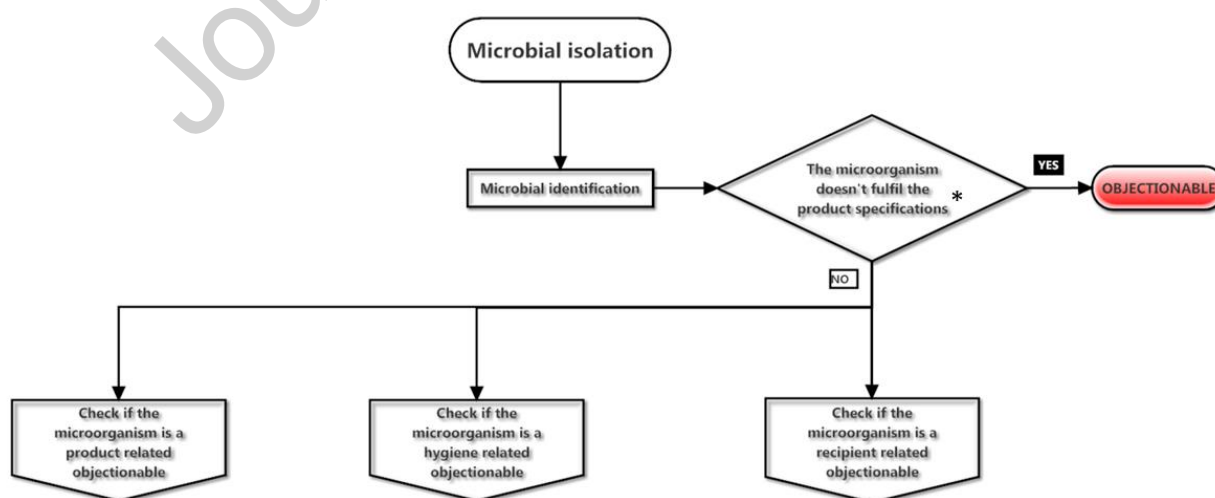 Jou
Microbial isolation
Microbial identification
The microorganism
doesn't fulfil the
product specifications *
YES
OBJECTIONABLE
NO
Check if the
microorganism is a
product related
objectionable
Check if the
microorganism is a
hygiene related
objectionable
Check if the
microorganism is a
recipient related
objectionable